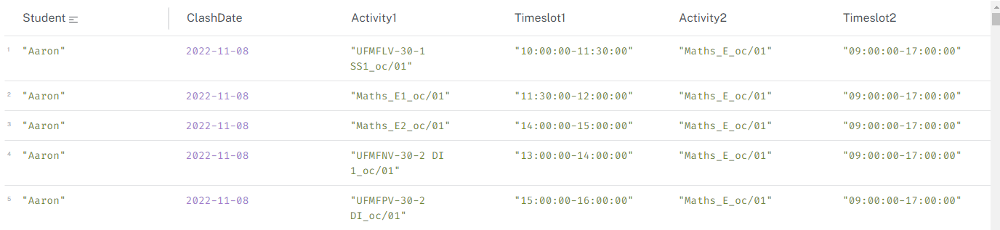 Student ClashDate Activity1 Timeslot1 Activity2 Timeslot2
1 "Aaron" 2022-11-08 "UFMFLV-30-1 "10:00:00-11:30:00" "Maths_E_oc/01" "09:00:00-17:00:00"
SS1_oc/01"
2 "Aaron" 2022-11-08 "Maths_E1_oc/01" "11:30:00-12:00:00" "Maths_E_oc/01" "09:00:00-17:00:00"
3 "Aaron" 2022-11-08 "Maths_E2_oc/01" "14:00:00-15:00:00" "Maths_E_oc/01" "09:00:00-17:00:00"
4 "Aaron" 2022-11-08 "UFMFNV-30-2 DI "13:00:00-14:00:00" "Maths_E_oc/01" "09:00:00-17:00:00"
1_oc/01"
5 "Aaron" 2022-11-08 "UFMFPV-30-2 "15:00:00-16:00:00" "Maths_E_oc/01" "09:00:00-17:00:00"
DI_oc/01"